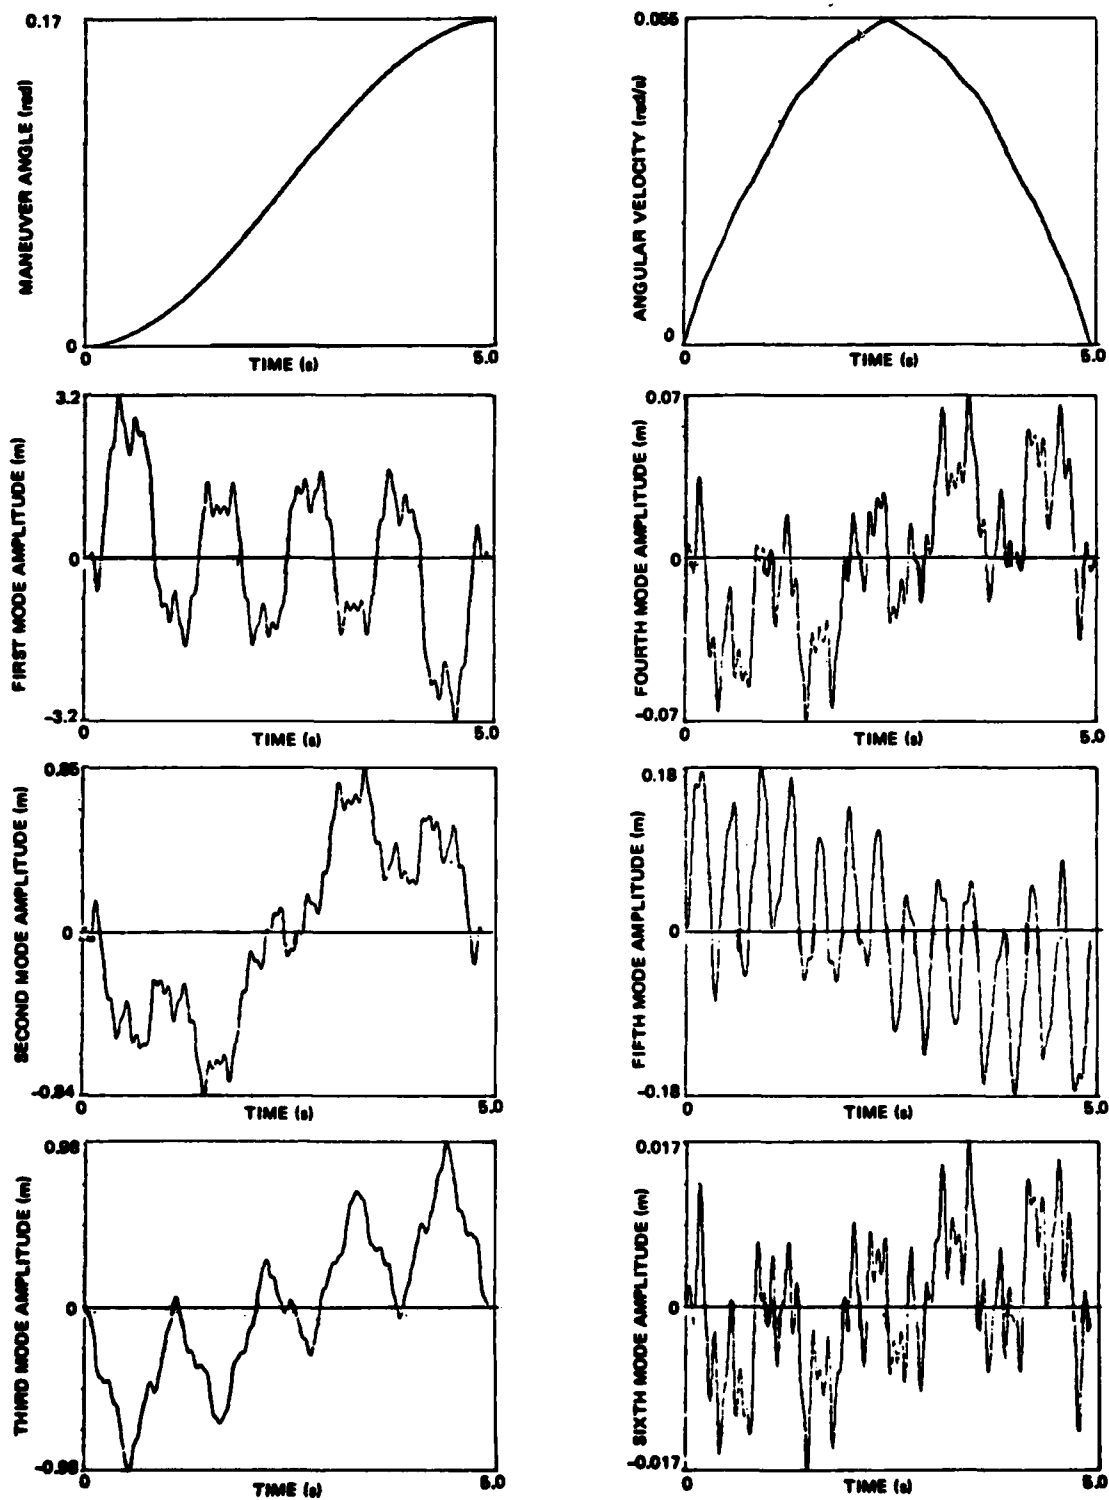 0.17
MANEUVER ANGLE (rad)
0
0
5.0
TIME (s)
0.055
ANGULAR VELOCITY (rad/s)
0
0
5.0
TIME (s)
3.2
FIRST MODE AMPLITUDE (m)
0
-3.2
0
5.0
TIME (s)
0.07
FOURTH MODE AMPLITUDE (m)
0
-0.07
0
5.0
TIME (s)
0.85
SECOND MODE AMPLITUDE (m)
0
-0.84
0
5.0
TIME (s)
0.18
FIFTH MODE AMPLITUDE (m)
0
-0.18
0
5.0
TIME (s)
0.98
THIRD MODE AMPLITUDE (m)
0
-0.98
0
5.0
TIME (s)
0.017
SIXTH MODE AMPLITUDE (m)
0
-0.017
0
5.0
TIME (s)